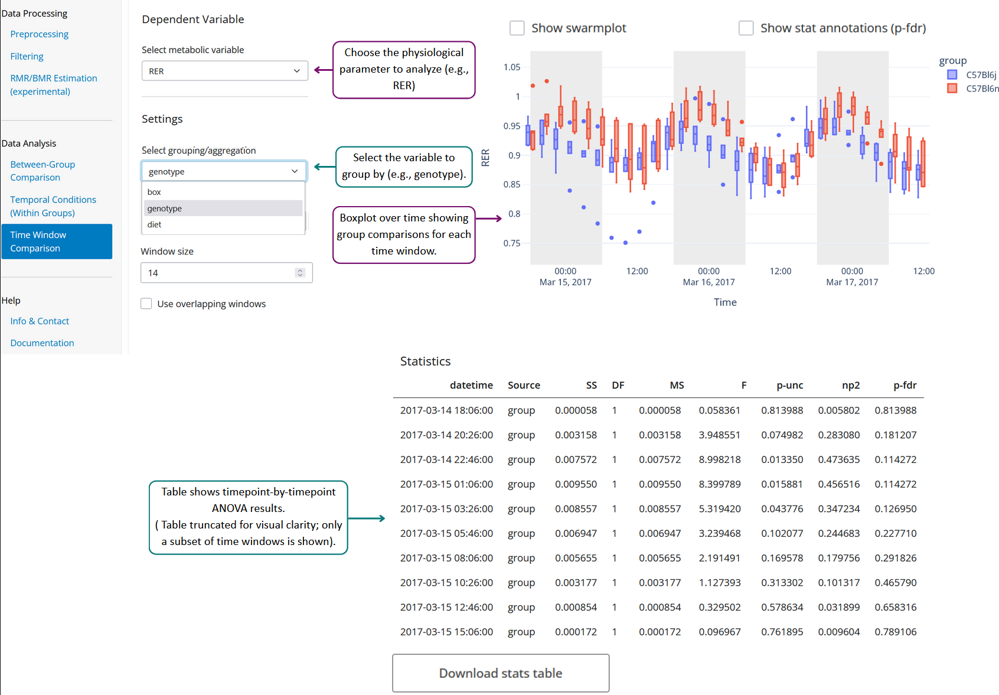 Data Processing
Preprocessing
Filtering
RMR/BMR Estimation
(experimental)
Data Analysis
Between-Group
Comparison
Temporal Conditions
(Within Groups)
Time Window
Comparison
Help
Info & Contact
Documentation
Dependent Variable
Select metabolic variable
RER
Settings
Select grouping/aggregation
genotype
box
genotype
diet
Window size
14
Use overlapping windows
Choose the physiological
parameter to analyze (e.g.,
RER)
Select the variable to
group by (e.g., genotype).
Boxplot over time showing
group comparisons for each
time window.
Show swarmplot
Show stat annotations (p-fdr)
1.05
1
0.95
0.9
0.85
0.8
0.75
RER
00:00 12:00 00:00 12:00 00:00 12:00
Mar 15, 2017 Mar 16, 2017 Mar 17, 2017
Time
group
C57Bl6j
C57Bl6n
Statistics
datetime Source SS DF MS F p-unc np2 p-fdr
2017-03-14 18:06:00 group 0.000058 1 0.000058 0.058361 0.813988 0.005802 0.813988
2017-03-14 20:26:00 group 0.003158 1 0.003158 3.948551 0.074982 0.283080 0.181207
2017-03-14 22:46:00 group 0.007572 1 0.007572 8.998218 0.013350 0.473635 0.114272
2017-03-15 01:06:00 group 0.009550 1 0.009550 8.399789 0.015881 0.456516 0.114272
2017-03-15 03:26:00 group 0.008557 1 0.008557 5.319420 0.043776 0.347234 0.126950
2017-03-15 05:46:00 group 0.006947 1 0.006947 3.239468 0.102077 0.244683 0.227710
2017-03-15 08:06:00 group 0.005655 1 0.005655 2.191491 0.169578 0.179756 0.291826
2017-03-15 10:26:00 group 0.003177 1 0.003177 1.127393 0.313302 0.101317 0.465790
2017-03-15 12:46:00 group 0.000854 1 0.000854 0.329502 0.578634 0.031899 0.658316
2017-03-15 15:06:00 group 0.000172 1 0.000172 0.096967 0.761895 0.009604 0.789106
Table shows timepoint-by-timepoint
ANOVA results.
( Table truncated for visual clarity; only
a subset of time windows is shown).
Download stats table